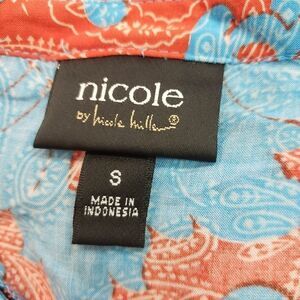 nicole
by nicole miller®
S
MADE IN
INDONESIA